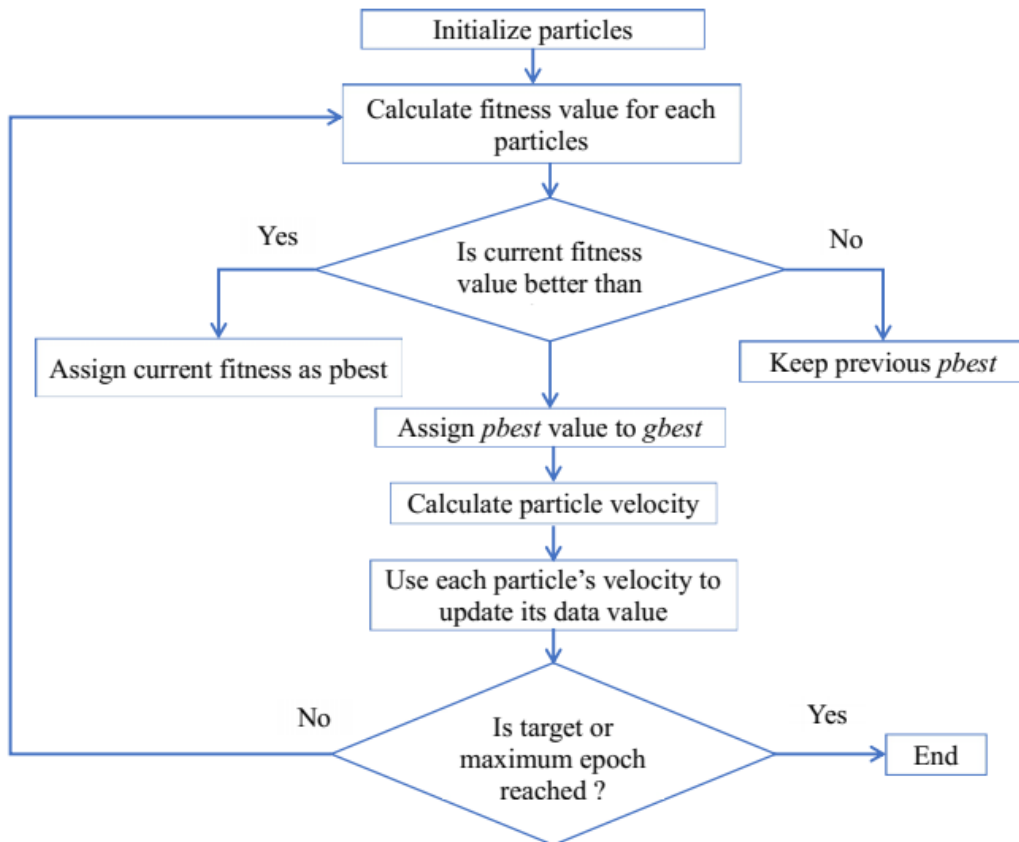 Initialize particles
Calculate fitness value for each
particles
Yes
No
Is current fitness
value better than
Assign current fitness as pbest
Keep previous pbest
Assign pbest value to gbest
Calculate particle velocity
Use each particle’s velocity to
update its data value
No
Yes
Is target or
maximum epoch
reached ?
End